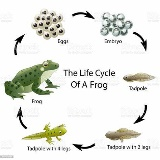 Eggs
Embryo
The Life Cycle
Of A Frog
Tadpole
Frog
Tadpole with 4 legs
Tadpole with 2 legs